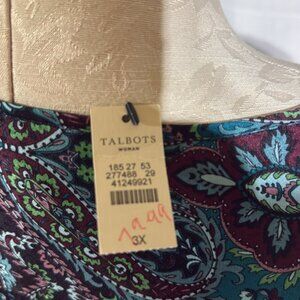 TALBOTS
WOMAN
185 27 53
277488 29
41249921
19.99
3X